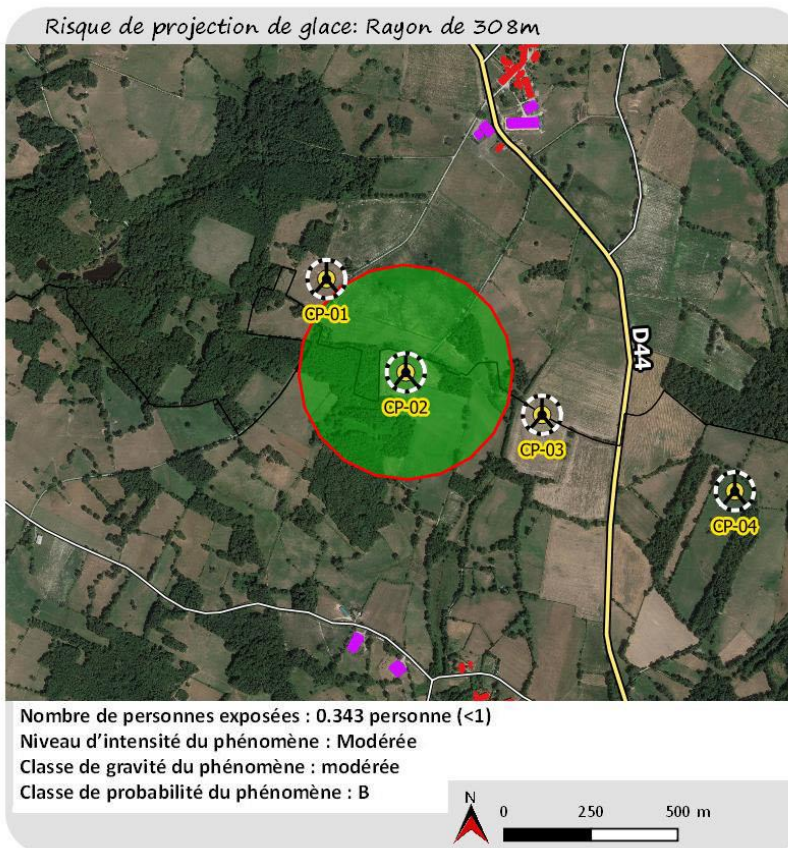 Risque de projection de glace: Rayon de 308m
CP-01
D44
CP-02
CP-03
CP-04
Nombre de personnes exposées : 0.343 personne (<1)
Niveau d'intensité du phénomène : Modérée
Classe de gravité du phénomène : modérée
Classe de probabilité du phénomène : B
N
0 250 500 m